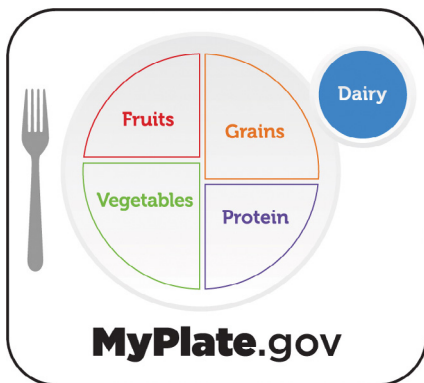 Fruits
Grains
Dairy
Vegetables
Protein
MyPlate.gov